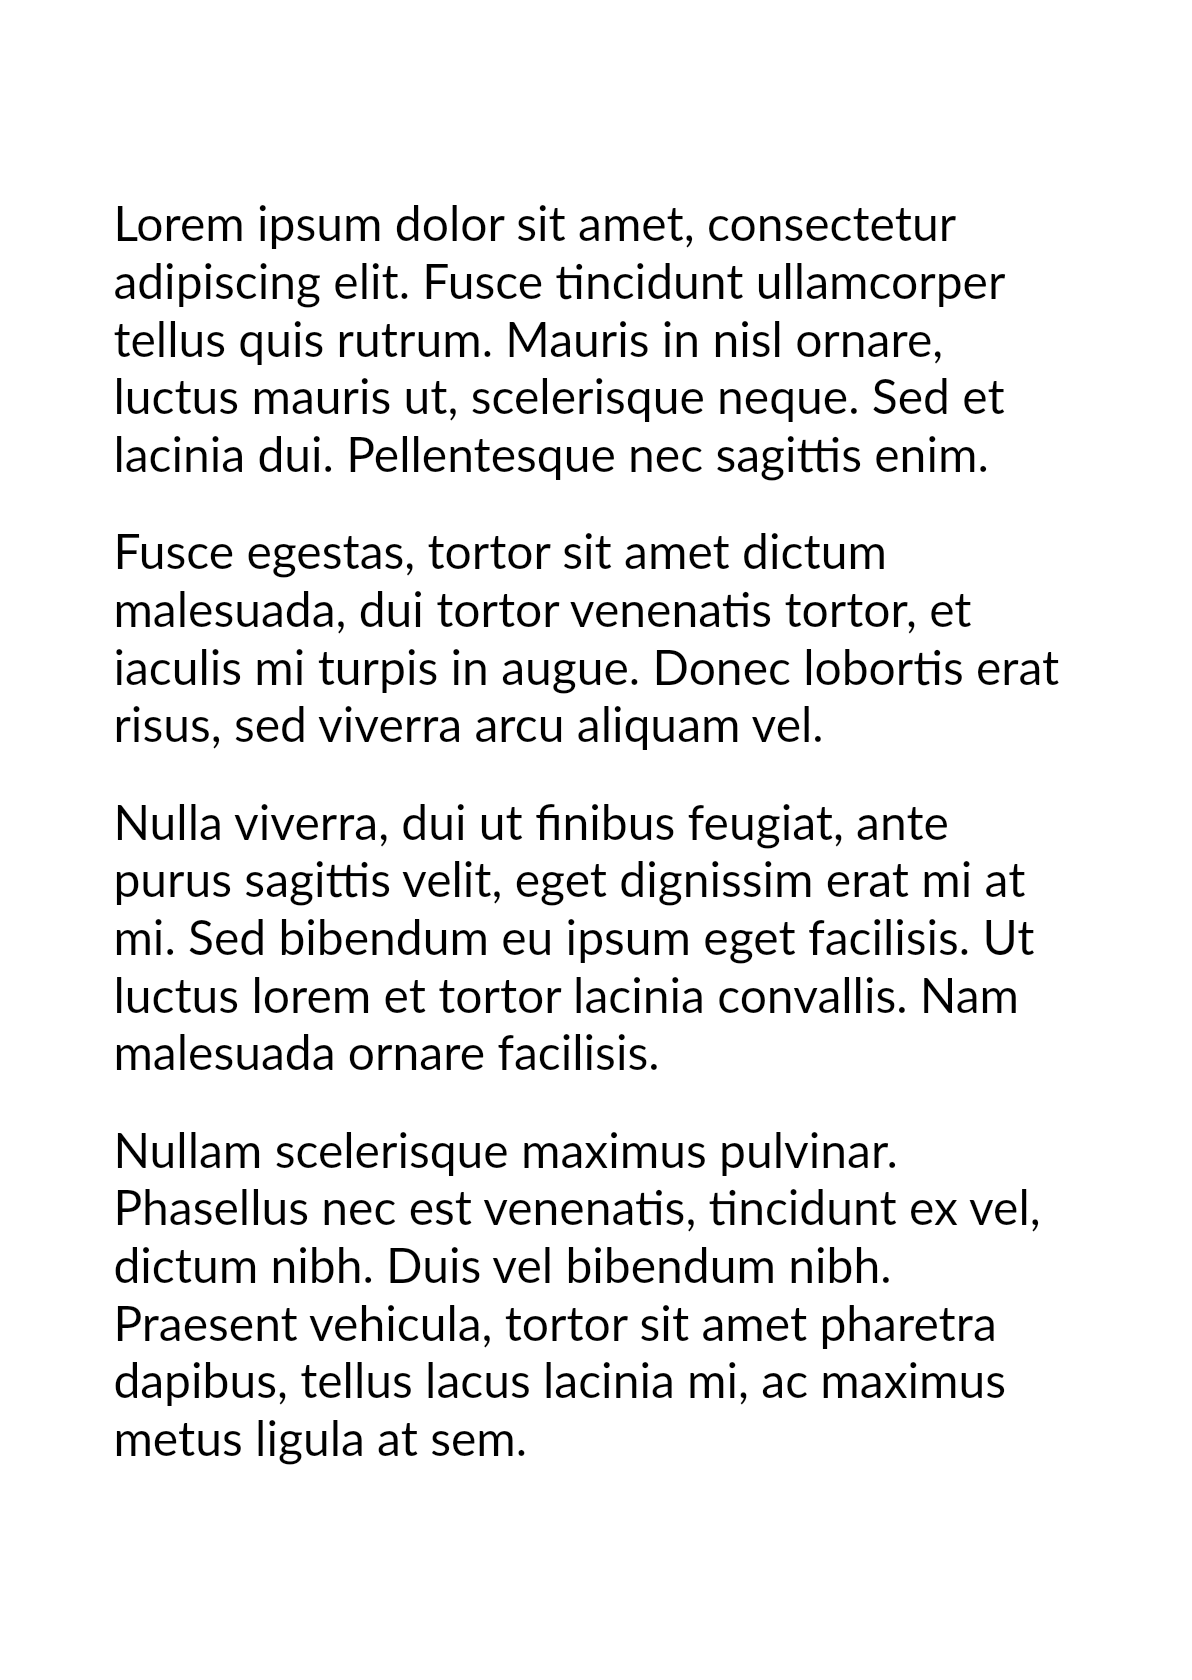 Lorem ipsum dolor sit amet, consectetur
adipiscing elit. Fusce tincidunt ullamcorper
tellus quis rutrum. Mauris in nisl ornare,
luctus mauris ut, scelerisque neque. Sed et
lacinia dui. Pellentesque nec sagittis enim.
Fusce egestas, tortor sit amet dictum
malesuada, dui tortor venenatis tortor, et
iaculis mi turpis in augue. Donec lobortis erat
risus, sed viverra arcu aliquam vel.
Nulla viverra, dui ut finibus feugiat, ante
purus sagittis velit, eget dignissim erat mi at
mi. Sed bibendum eu ipsum eget facilisis. Ut
luctus lorem et tortor lacinia convallis. Nam
malesuada ornare facilisis.
Nullam scelerisque maximus pulvinar.
Phasellus nec est venenatis, tincidunt ex vel,
dictum nibh. Duis vel bibendum nibh.
Praesent vehicula, tortor sit amet pharetra
dapibus, tellus lacus lacinia mi, ac maximus
metus ligula at sem.